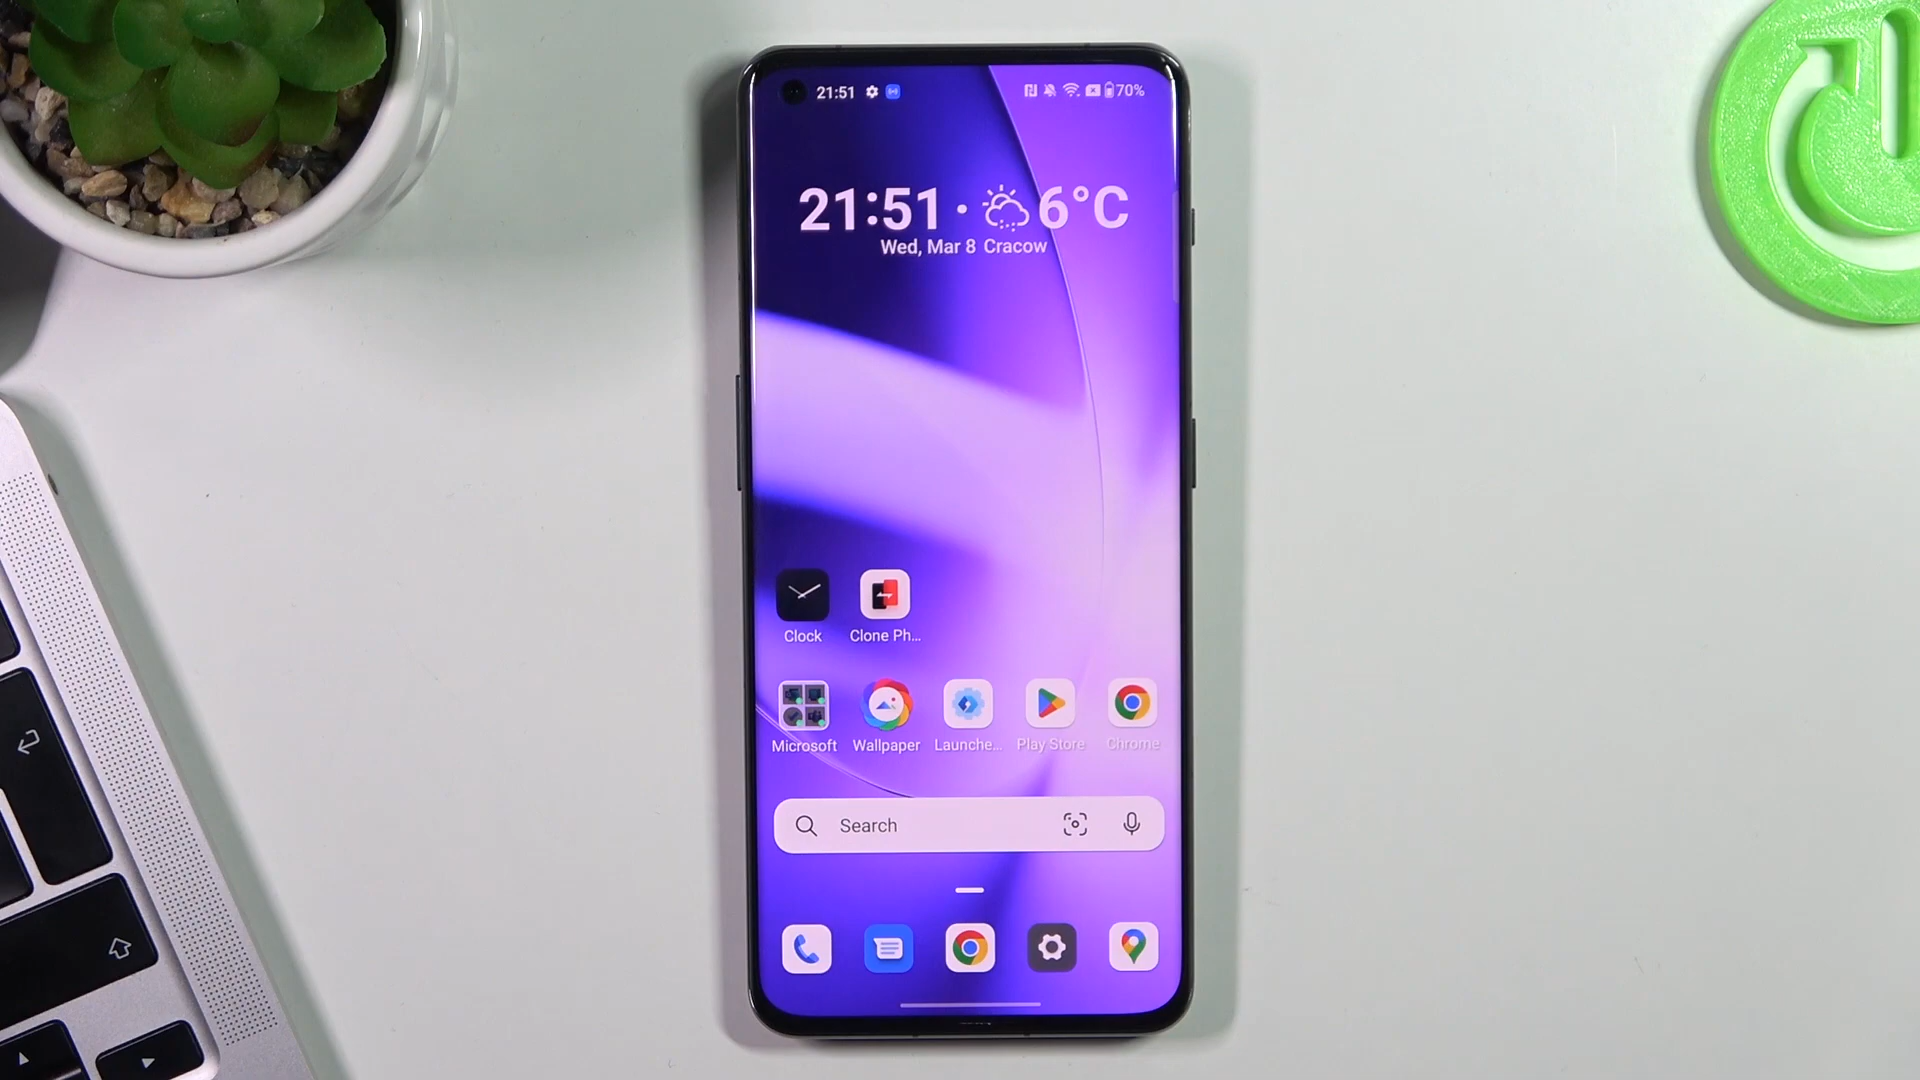 21:51
70%
21:51 · 6°C
Wed, Mar 8 Cracow
Clock
Clone Ph...
Microsoft
Wallpaper
Launche...
Play Store
Chrome
Search